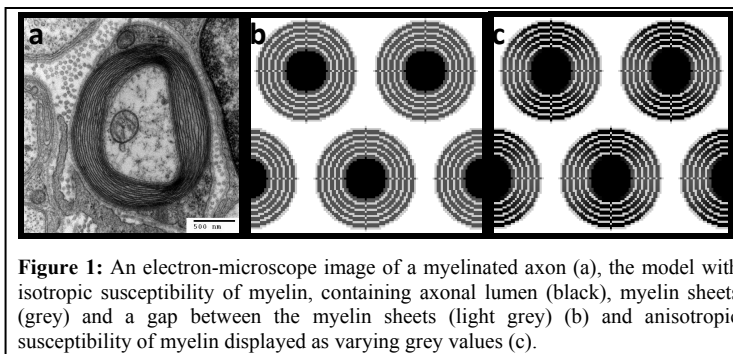 a b c
500 nm
Figure 1: An electron-microscope image of a myelinated axon (a), the model with
isotropic susceptibility of myelin, containing axonal lumen (black), myelin sheets
(grey) and a gap between the myelin sheets (light grey) (b) and anisotropic
susceptibility of myelin displayed as varying grey values (c).